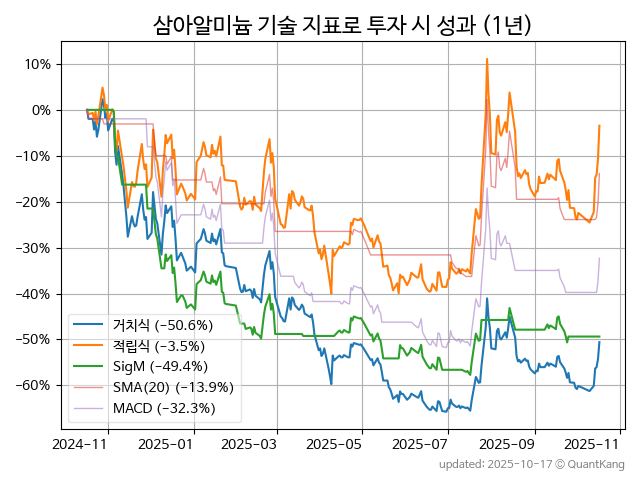 삼아알미늄 기술 지표로 투자 시 성과 (1년)
10%
0%
−10%
−20%
−30%
−40%
−50%
−60%
거치식 (−50.6%)
적립식 (−3.5%)
SigM (−49.4%)
SMA(20) (−13.9%)
MACD (−32.3%)
2024-11 2025-01 2025-03 2025-05 2025-07 2025-09 2025-11
updated: 2025-10-17 © QuantKang